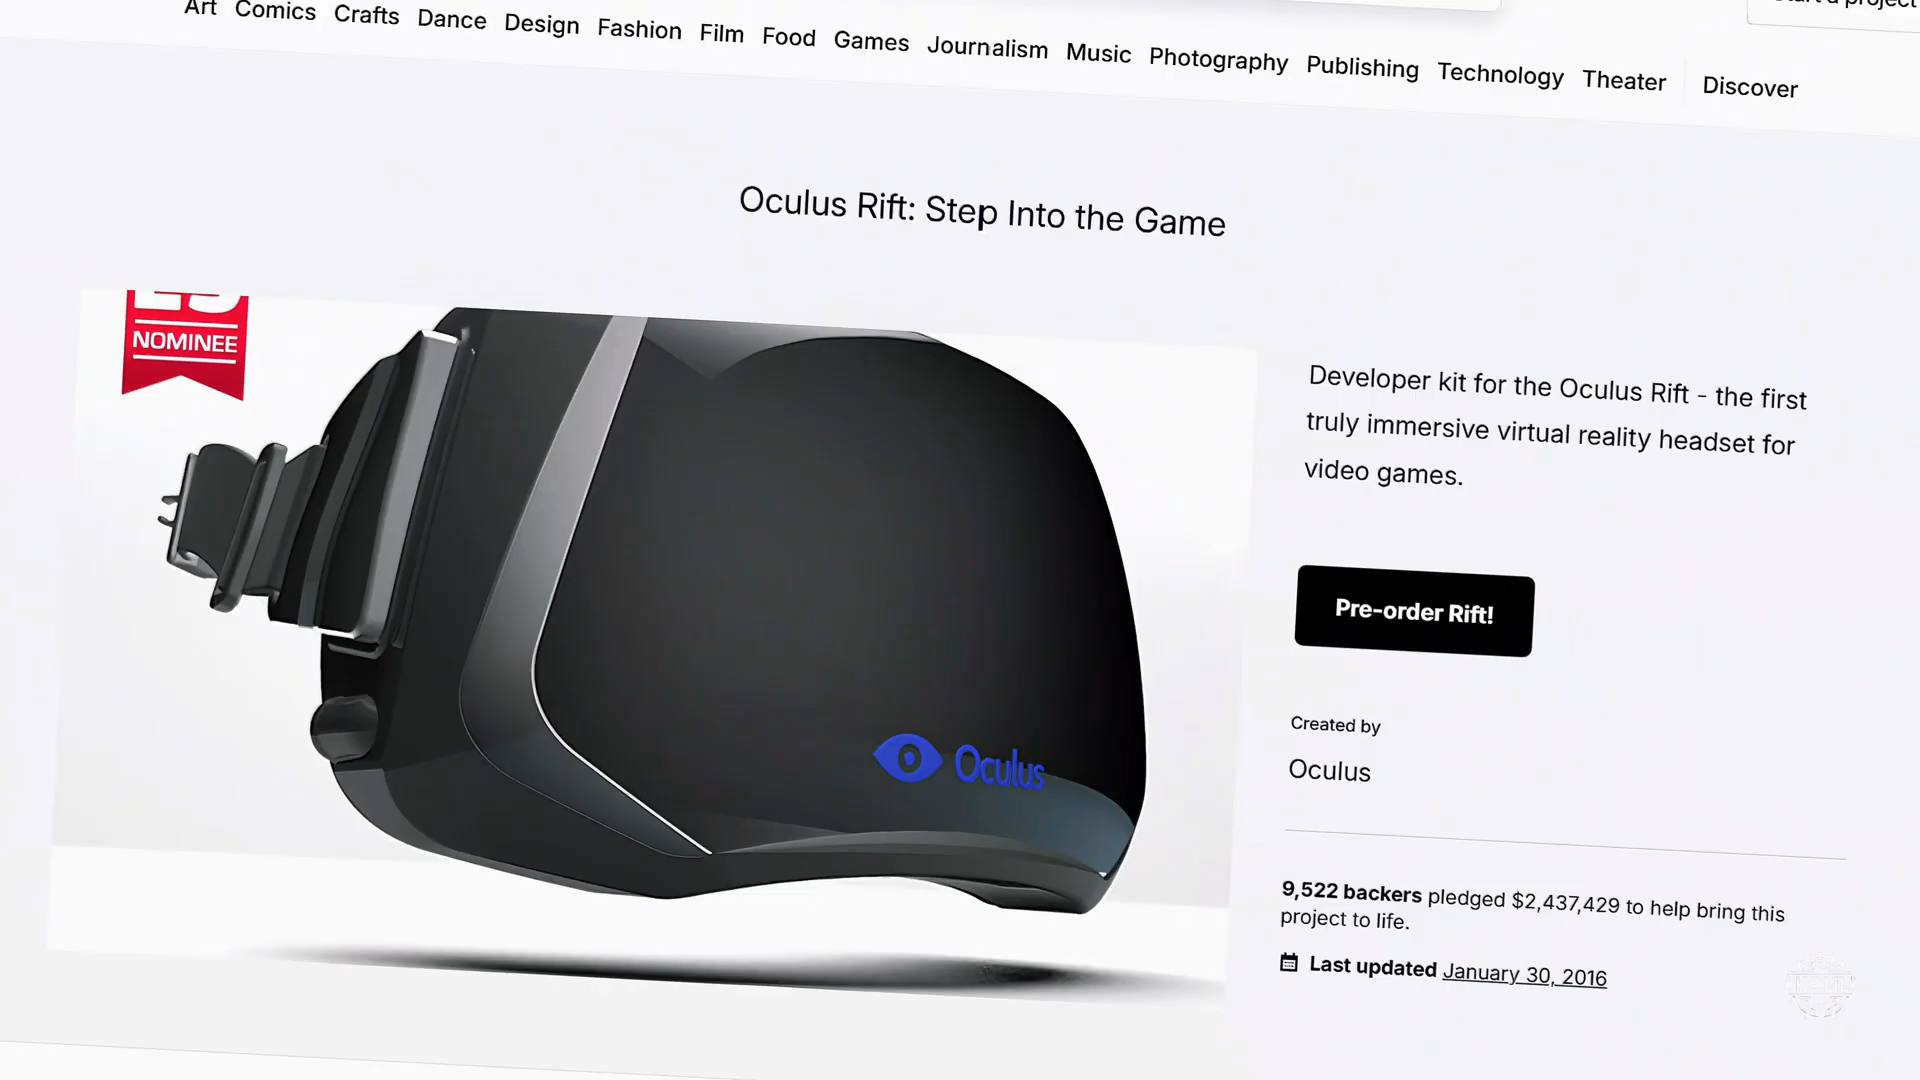 Art Comics Crafts Dance Design Fashion Film Food Games Journalism Music Photography Publishing Technology Theater Discover
Oculus Rift: Step Into the Game
NOMINEE
Oculus
Developer kit for the Oculus Rift - the first
truly immersive virtual reality headset for
video games.
Pre-order Rift!
Created by
Oculus
9,522 backers pledged $2,437,429 to help bring this
project to life.
Last updated January 30, 2016